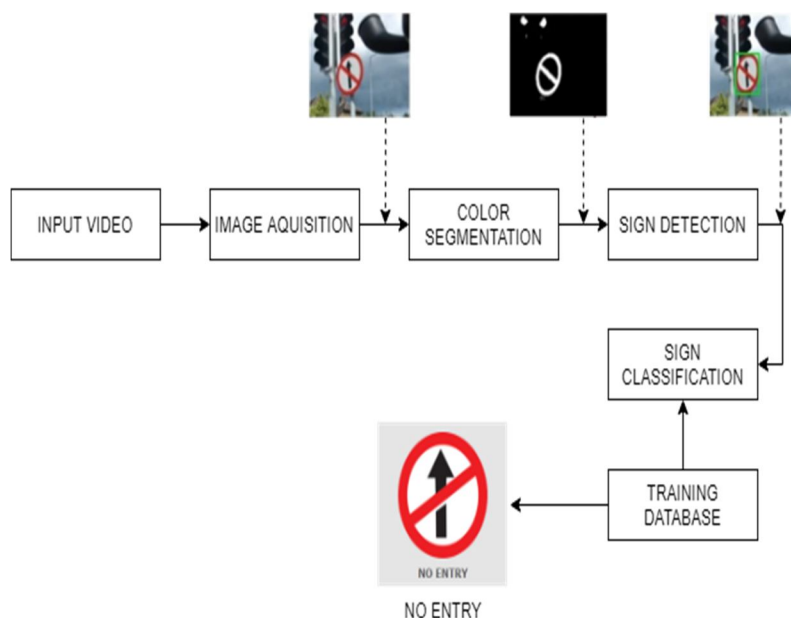 INPUT VIDEO
IMAGE AQUISITION
COLOR
SEGMENTATION
SIGN DETECTION
SIGN
CLASSIFICATION
TRAINING
DATABASE
NO ENTRY
NO ENTRY